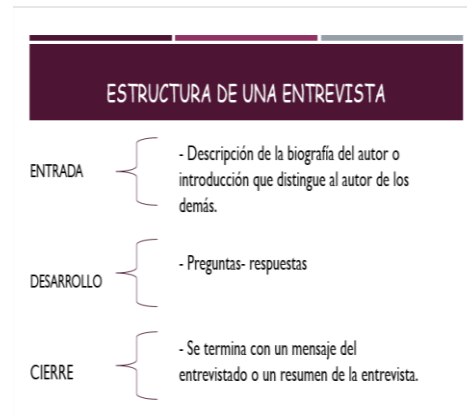 ESTRUCTURA DE UNA ENTREVISTA
ENTRADA
- Descripción de la biografía del autor o
introducción que distingue al autor de los
demás.
DESARROLLO
- Preguntas- respuestas
CIERRE
- Se termina con un mensaje del
entrevistado o un resumen de la entrevista.